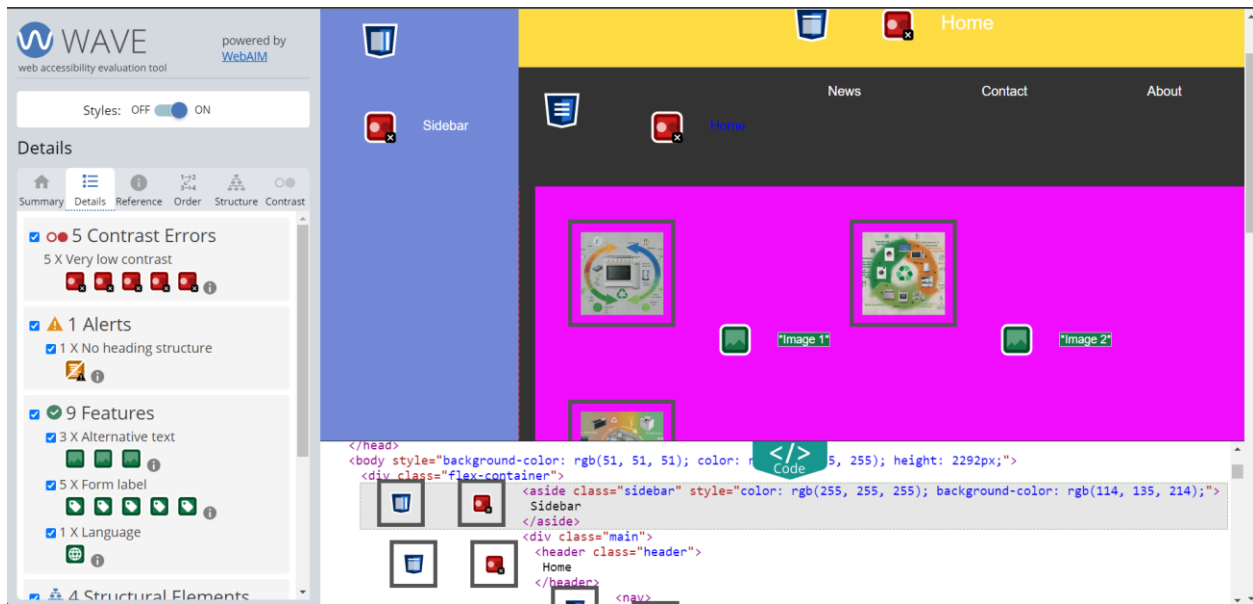 WAVE
web accessibility evaluation tool
powered by
WebAIM
Styles: OFF ON
Details
Summary Details Reference Order Structure Contrast
5 Contrast Errors
5 X Very low contrast
1 Alerts
1 X No heading structure
9 Features
3 X Alternative text
5 X Form label
1 X Language
4 Structural Elements
Home
News Contact About
Sidebar
Home
*Image 1*
*Image 2*
</head>
<body style="background-color: rgb(51, 51, 51); color: 5, 255); height: 2292px;">
</> Code
<div class="flex-container">
<aside class="sidebar" style="color: rgb(255, 255, 255); background-color: rgb(114, 135, 214);">
Sidebar
</aside>
<div class="main">
<header class="header">
Home
</header>
<nav>